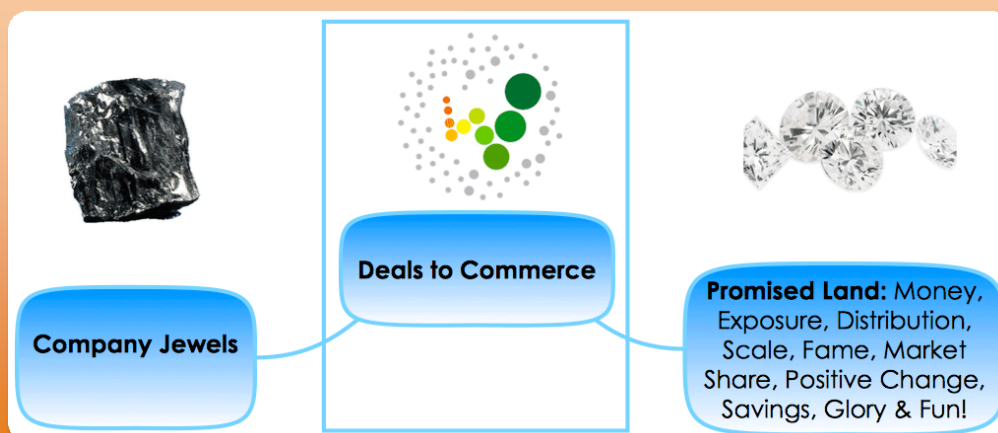 Company Jewels
Deals to Commerce
Promised Land: Money,
Exposure, Distribution,
Scale, Fame, Market
Share, Positive Change,
Savings, Glory & Fun!